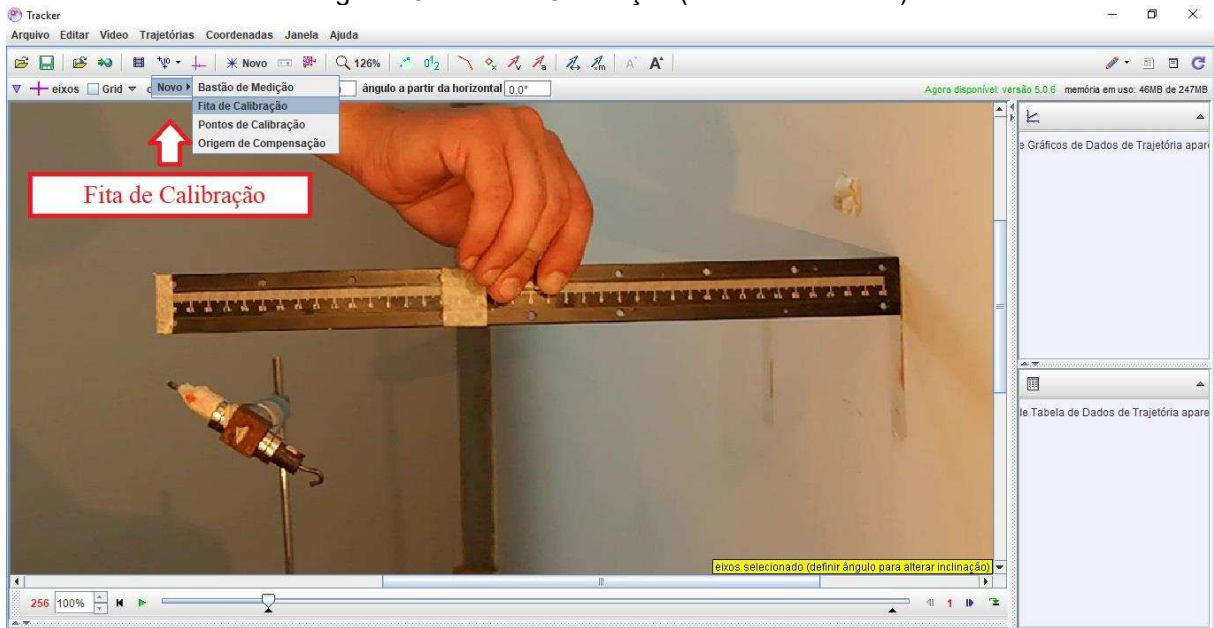 Tracker
Arquivo Editar Video Trajetórias Coordenadas Janela Ajuda
Novo 126%
eixos Grid Novo Bastão de Medição ângulo a partir da horizontal 0,0° Agora disponível: versão 5.0.6 memória em uso: 46MB de 247MB
Fita de Calibração
Pontos de Calibração
Origem de Compensação
e Gráficos de Dados de Trajetória apar
Fita de Calibração
le Tabela de Dados de Trajetória apare
eixos selecionado (definir ângulo para alterar inclinação)
256 100% 1